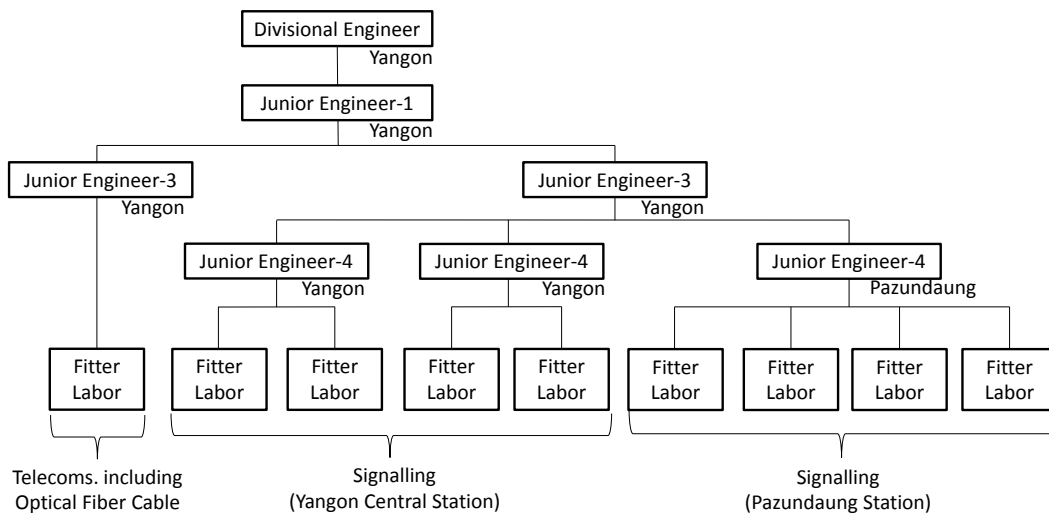 Divisional Engineer
Yangon
Junior Engineer-1
Yangon
Junior Engineer-3
Yangon
Junior Engineer-3
Yangon
Junior Engineer-4
Yangon
Junior Engineer-4
Yangon
Junior Engineer-4
Pazundaung
Fitter
Labor
Fitter
Labor
Fitter
Labor
Fitter
Labor
Fitter
Labor
Fitter
Labor
Fitter
Labor
Fitter
Labor
Fitter
Labor
Telecoms. including
Optical Fiber Cable
Signalling
(Yangon Central Station)
Signalling
(Pazundaung Station)